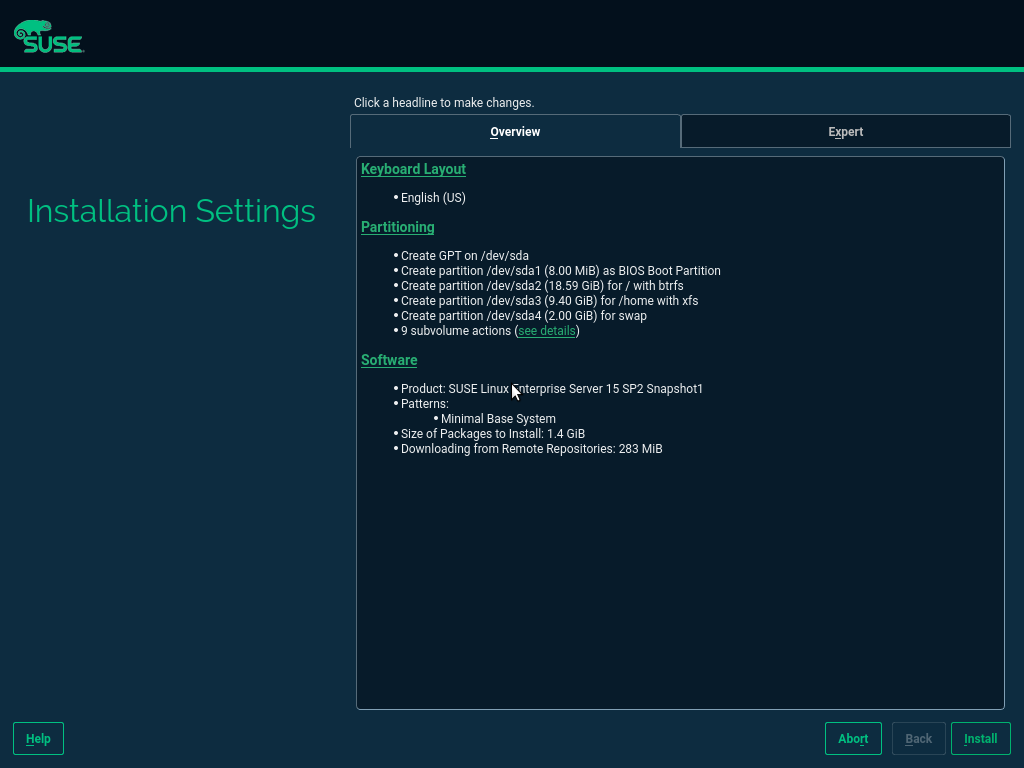 SUSE
Click a headline to make changes.
Overview
Expert
Installation Settings
Keyboard Layout
• English (US)
Partitioning
• Create GPT on /dev/sda
• Create partition /dev/sda1 (8.00 MiB) as BIOS Boot Partition
• Create partition /dev/sda2 (18.59 GiB) for / with btrfs
• Create partition /dev/sda3 (9.40 GiB) for /home with xfs
• Create partition /dev/sda4 (2.00 GiB) for swap
• 9 subvolume actions (see details)
Software
• Product: SUSE Linux Enterprise Server 15 SP2 Snapshot1
• Patterns:
• Minimal Base System
• Size of Packages to Install: 1.4 GiB
• Downloading from Remote Repositories: 283 MiB
Help
Abort
Back
Install